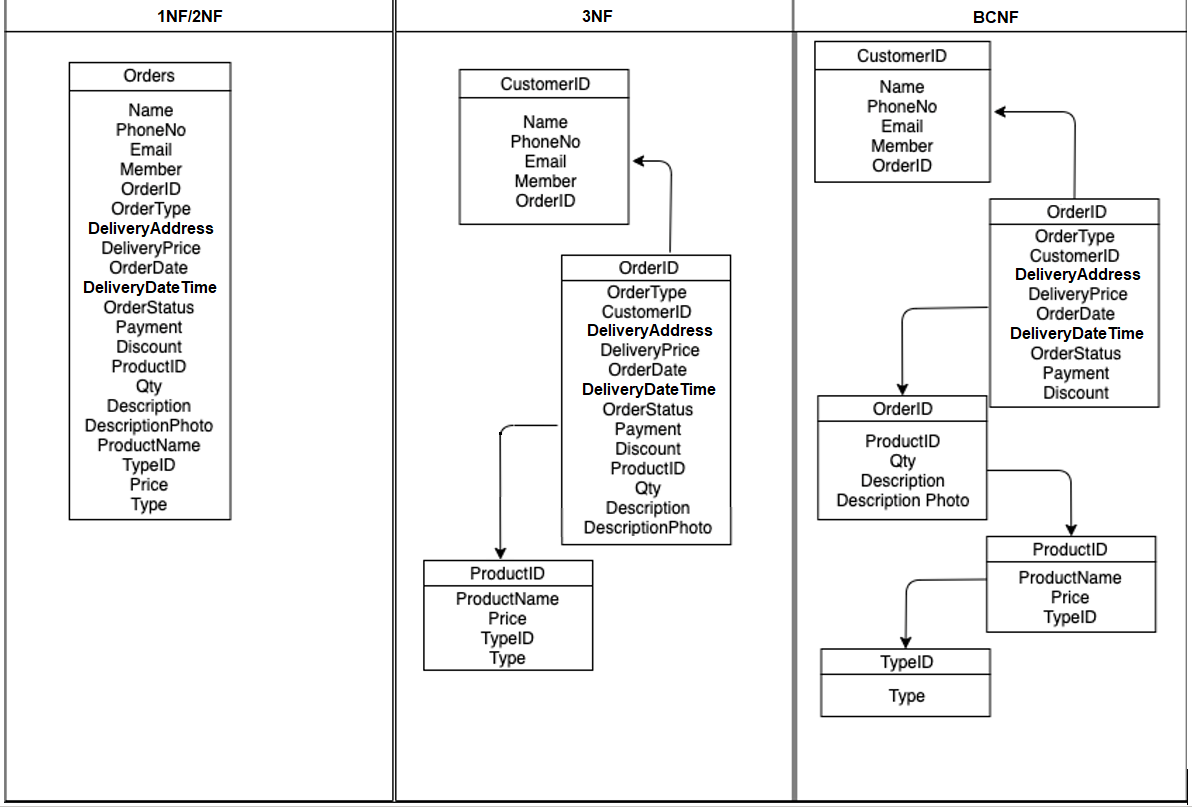 1NF/2NF
Orders
Name
PhoneNo
Email
Member
OrderID
OrderType
DeliveryAddress
DeliveryPrice
OrderDate
DeliveryDateTime
OrderStatus
Payment
Discount
ProductID
Qty
Description
DescriptionPhoto
ProductName
TypeID
Price
Type
3NF
CustomerID
Name
PhoneNo
Email
Member
OrderID
OrderID
OrderType
CustomerID
DeliveryAddress
DeliveryPrice
OrderDate
DeliveryDateTime
OrderStatus
Payment
Discount
ProductID
Qty
Description
DescriptionPhoto
ProductID
ProductName
Price
TypeID
Type
BCNF
CustomerID
Name
PhoneNo
Email
Member
OrderID
OrderID
OrderType
CustomerID
DeliveryAddress
DeliveryPrice
OrderDate
DeliveryDateTime
OrderStatus
Payment
Discount
OrderID
ProductID
Qty
Description
Description Photo
ProductID
ProductName
Price
TypeID
TypeID
Type